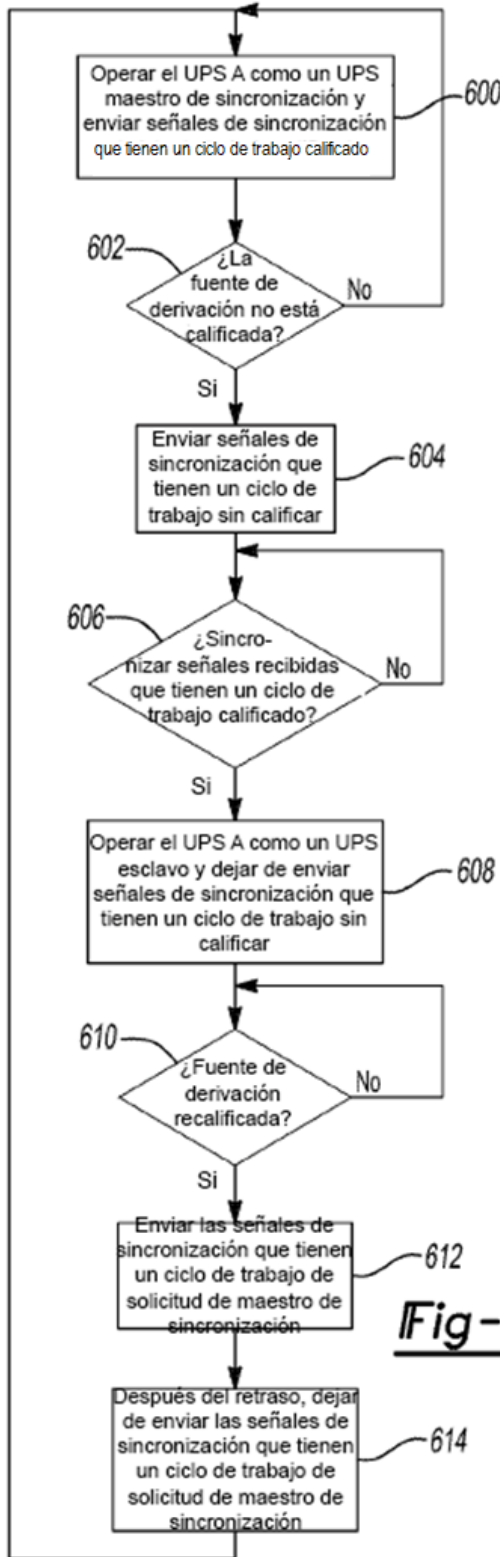 Operar el UPS A como un UPS
maestro de sincronización y
enviar señales de sincronización
que tienen un ciclo de trabajo calificado
600
602
¿La
fuente de
derivación no está
calificada?
No
Si
Enviar señales de
sincronización que
tienen un ciclo de
trabajo sin calificar
604
606
¿Sincro-
nizar señales recibidas
que tienen un ciclo de
trabajo calificado?
No
Si
Operar el UPS A como un UPS
esclavo y dejar de enviar
señales de sincronización que
tienen un ciclo de trabajo sin
calificar
608
610
¿Fuente de
derivación
recalificada?
No
Si
Enviar las señales de
sincronización que tienen
un ciclo de trabajo de
solicitud de maestro de
sincronización
612
Fig-
Después del retraso, dejar
de enviar las señales de
sincronización que tienen
un ciclo de trabajo de
solicitud de maestro de
sincronización
614